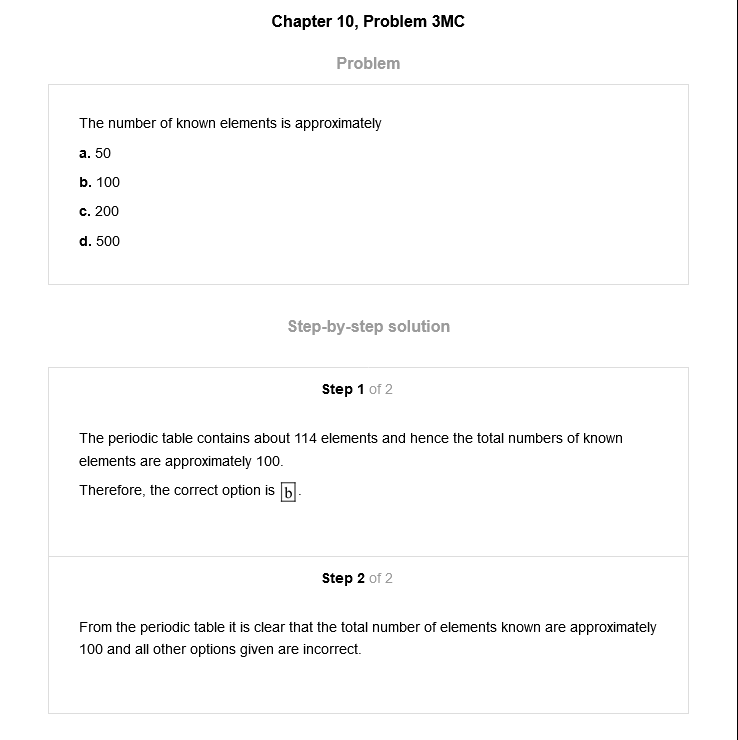 Chapter 10, Problem 3MC
Problem
The number of known elements is approximately
a. 50
b. 100
c. 200
d. 500
Step-by-step solution
Step 1 of 2
The periodic table contains about 114 elements and hence the total numbers of known
elements are approximately 100.
Therefore, the correct option is b.
Step 2 of 2
From the periodic table it is clear that the total number of elements known are approximately
100 and all other options given are incorrect.